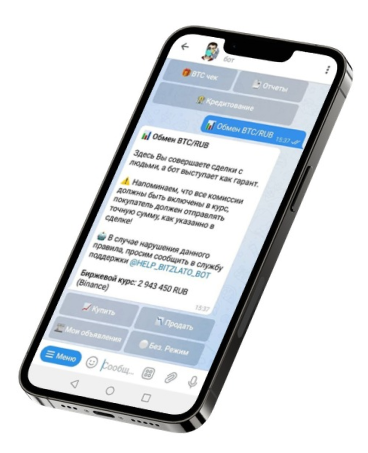 бот
BTC чек
Отчеты
Кредитование
Обмен BTC/RUB
15:37
Обмен BTC/RUB
Здесь Вы совершаете сделки с
людьми, а бот выступает как гарант.
Напоминаем, что все комиссии
должны быть включены в курс,
покупатель должен отправлять
точную сумму, как указанно в
сделке!
В случае нарушения данного
правила, просим сообщить в службу
поддержки @HELP_BITZLATO_BOT
Биржевой курс: 2 943 450 RUB
(Binance)
15:37
Купить
Продать
Мои объявления
Без. Режим
Меню
Сообщ...